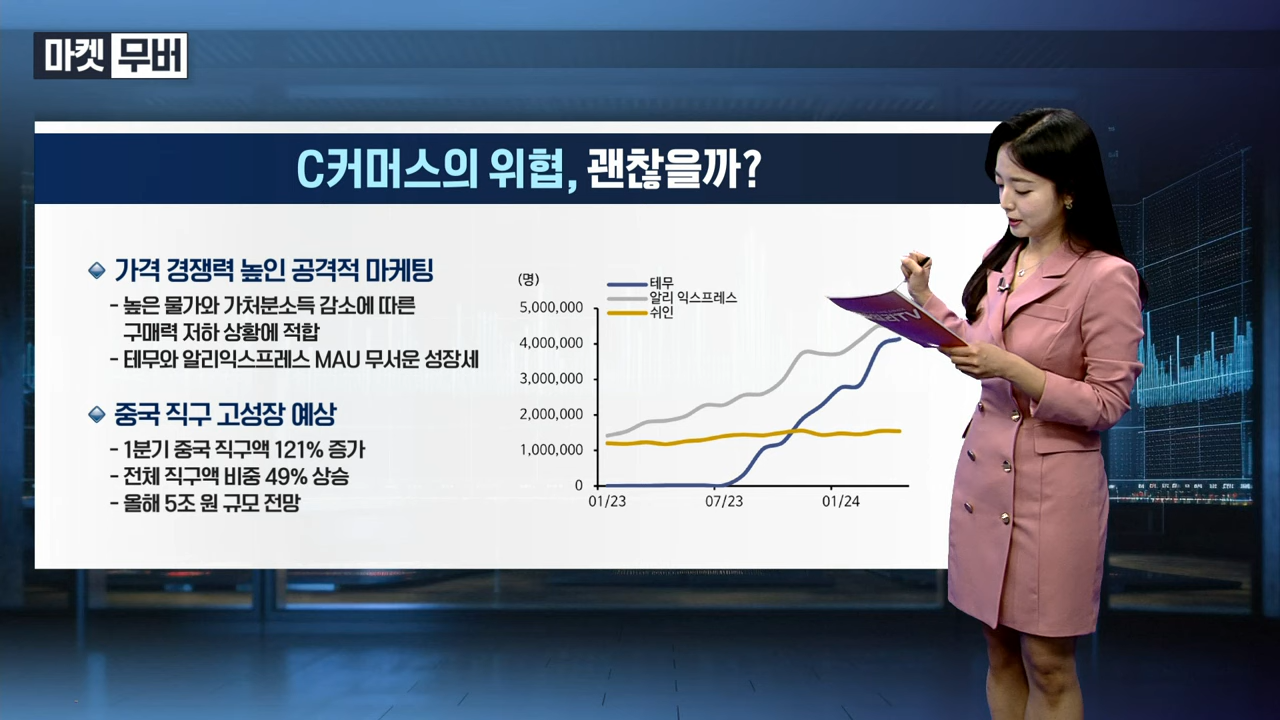 마켓무버
C커머스의 위협, 괜찮을까?
가격 경쟁력 높인 공격적 마케팅
- 높은 물가와 가처분소득 감소에 따른
구매력 저하 상황에 적합
- 테무와 알리익스프레스 MAU 무서운 성장세
중국 직구 고성장 예상
- 1분기 중국 직구액 121% 증가
- 전체 직구액 비중 49% 상승
- 올해 5조 원 규모 전망
(명)
테무
알리 익스프레스
쉬인
5,000,000
4,000,000
3,000,000
2,000,000
1,000,000
0
01/23 07/23 01/24
TV